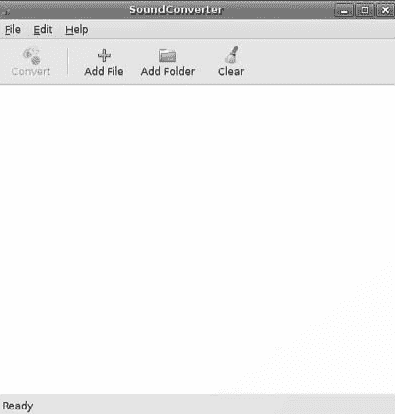 SoundConverter
File Edit Help
Convert Add File Add Folder Clear
Ready